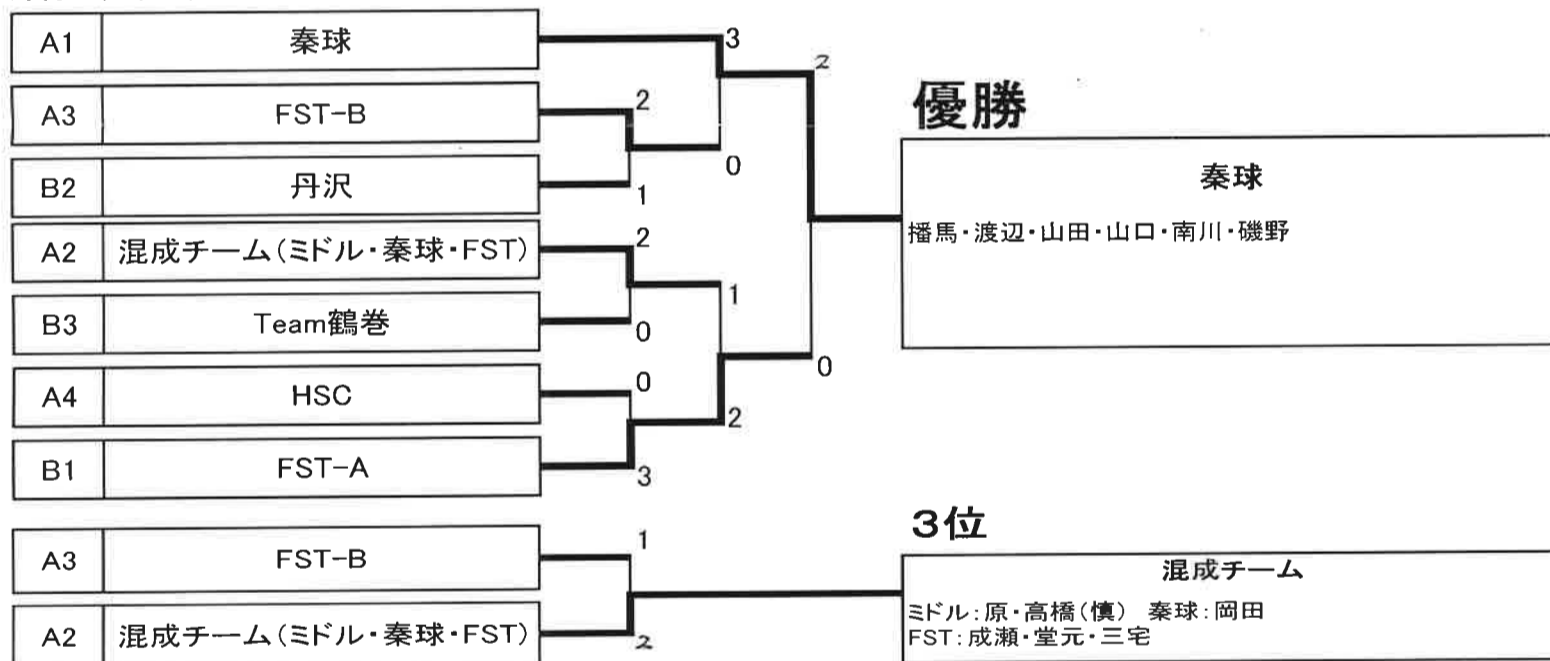 A1 秦球
3
2
A3 FST-B
2
優勝
0
B2 丹沢
1
秦球
播馬・渡辺・山田・山口・南川・磯野
A2 混成チーム(ミドル・秦球・FST)
2
1
B3 Team鶴巻
0
0
A4 HSC
0
2
B1 FST-A
3
3位
A3 FST-B
1
混成チーム
ミドル:原・高橋(慎) 秦球:岡田
FST:成瀬・堂元・三宅
A2 混成チーム(ミドル・秦球・FST)
2